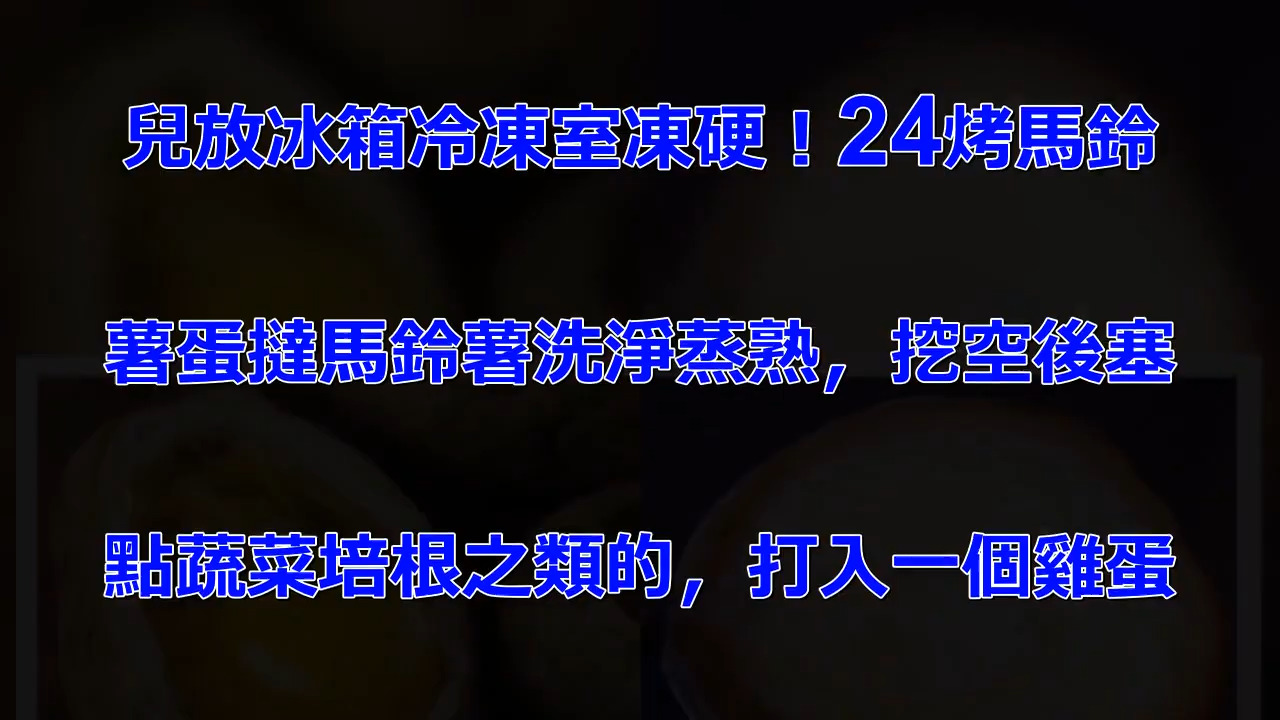 兒放冰箱冷凍室凍硬！24烤馬鈴
薯蛋撻馬鈴薯洗淨蒸熟，挖空後塞
點蔬菜培根之類的，打入一個雞蛋